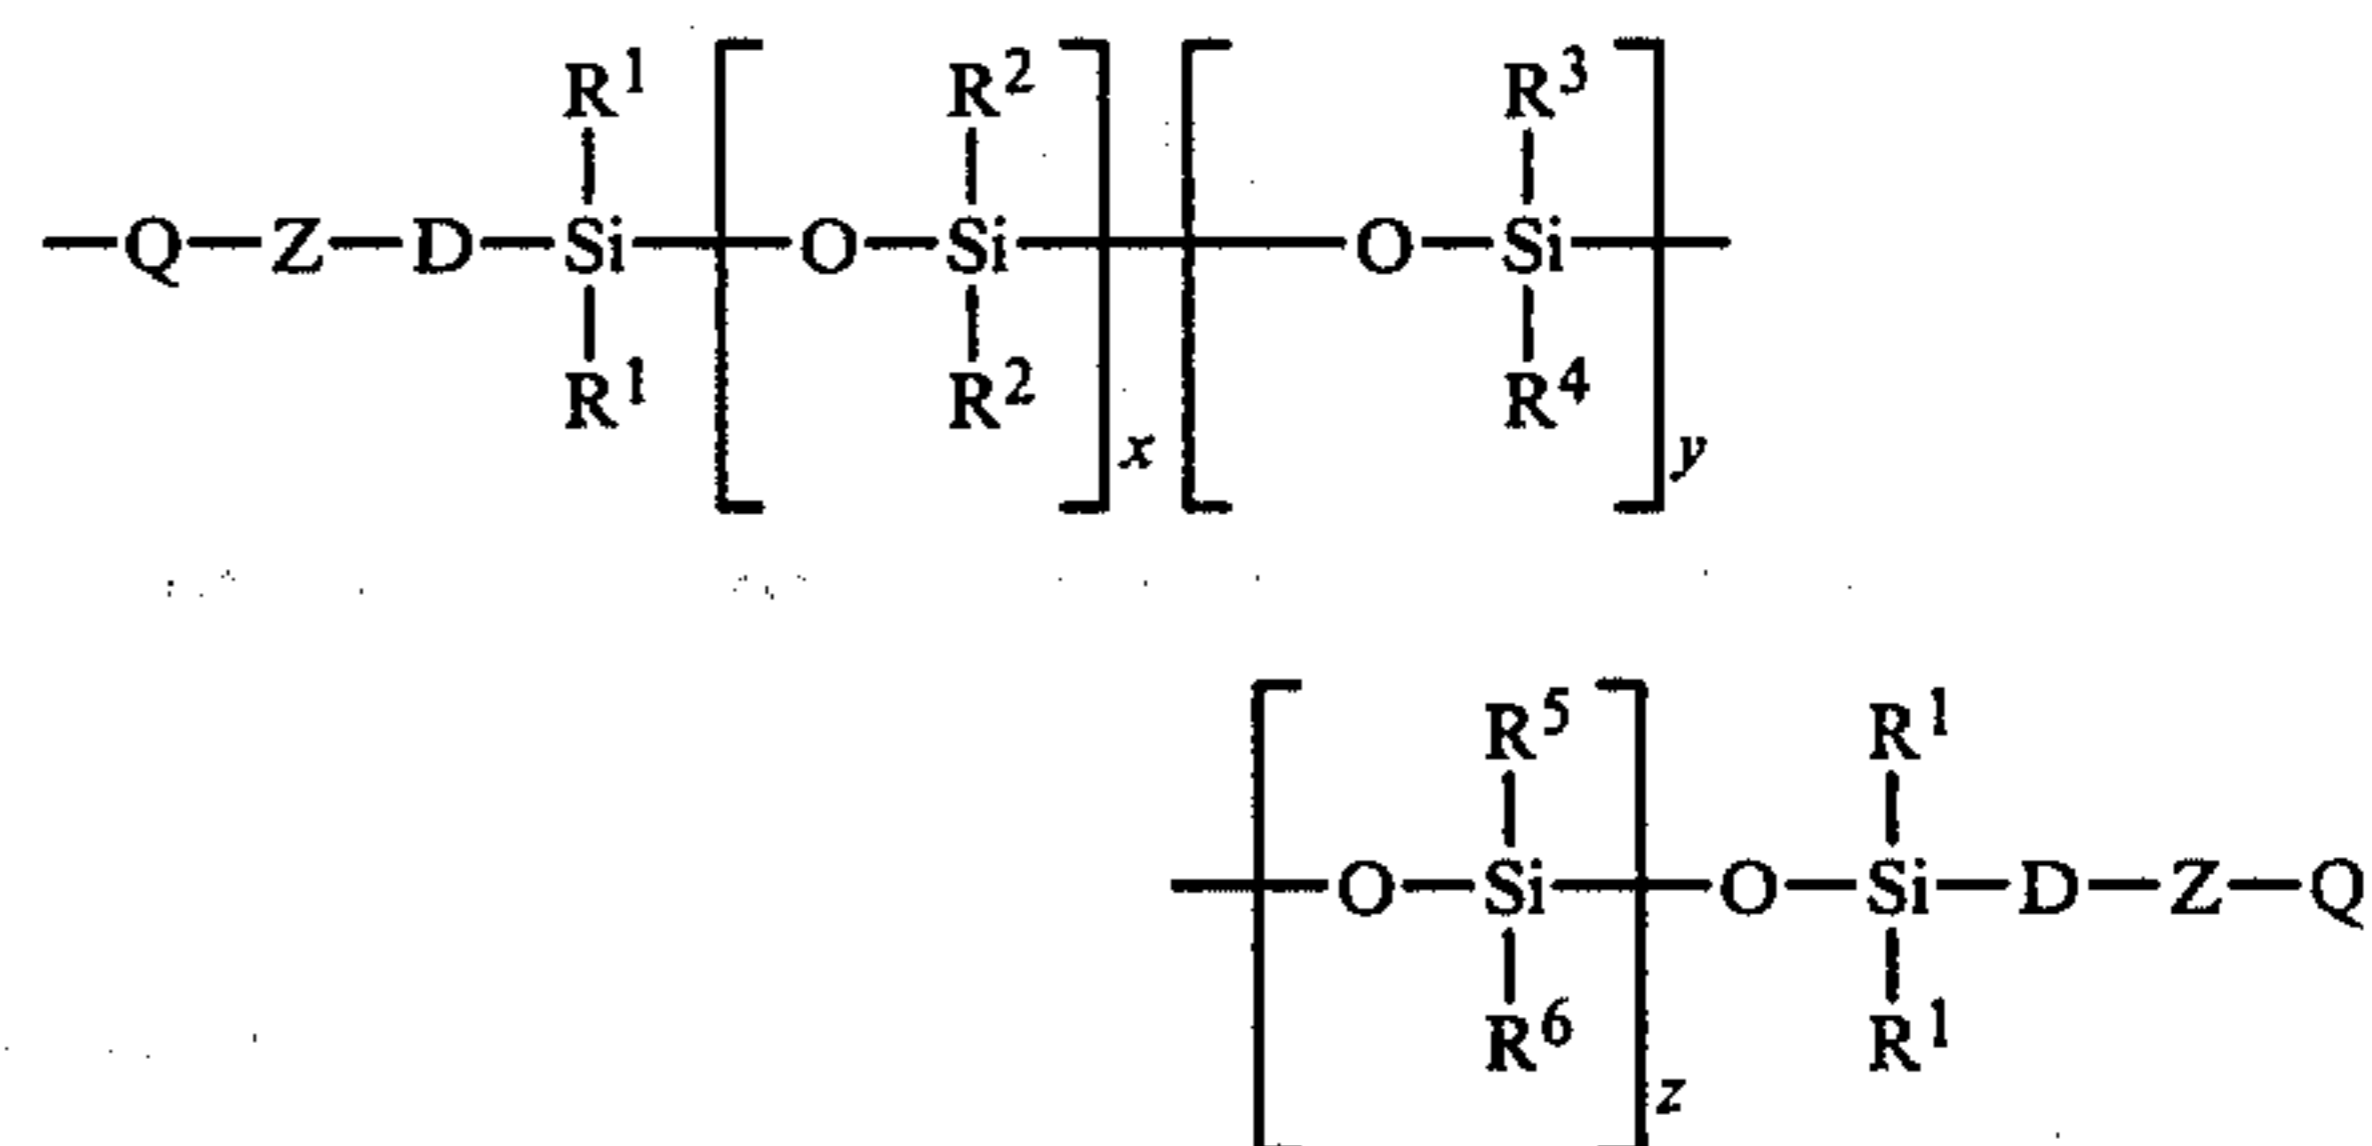 R1 R2 R3
—Q—Z—D—Si—[—O—Si—]x[—O—Si—]y—
R1 R2 R4
R5 R1
—[—O—Si—]z—O—Si—D—Z—Q
R6 R1